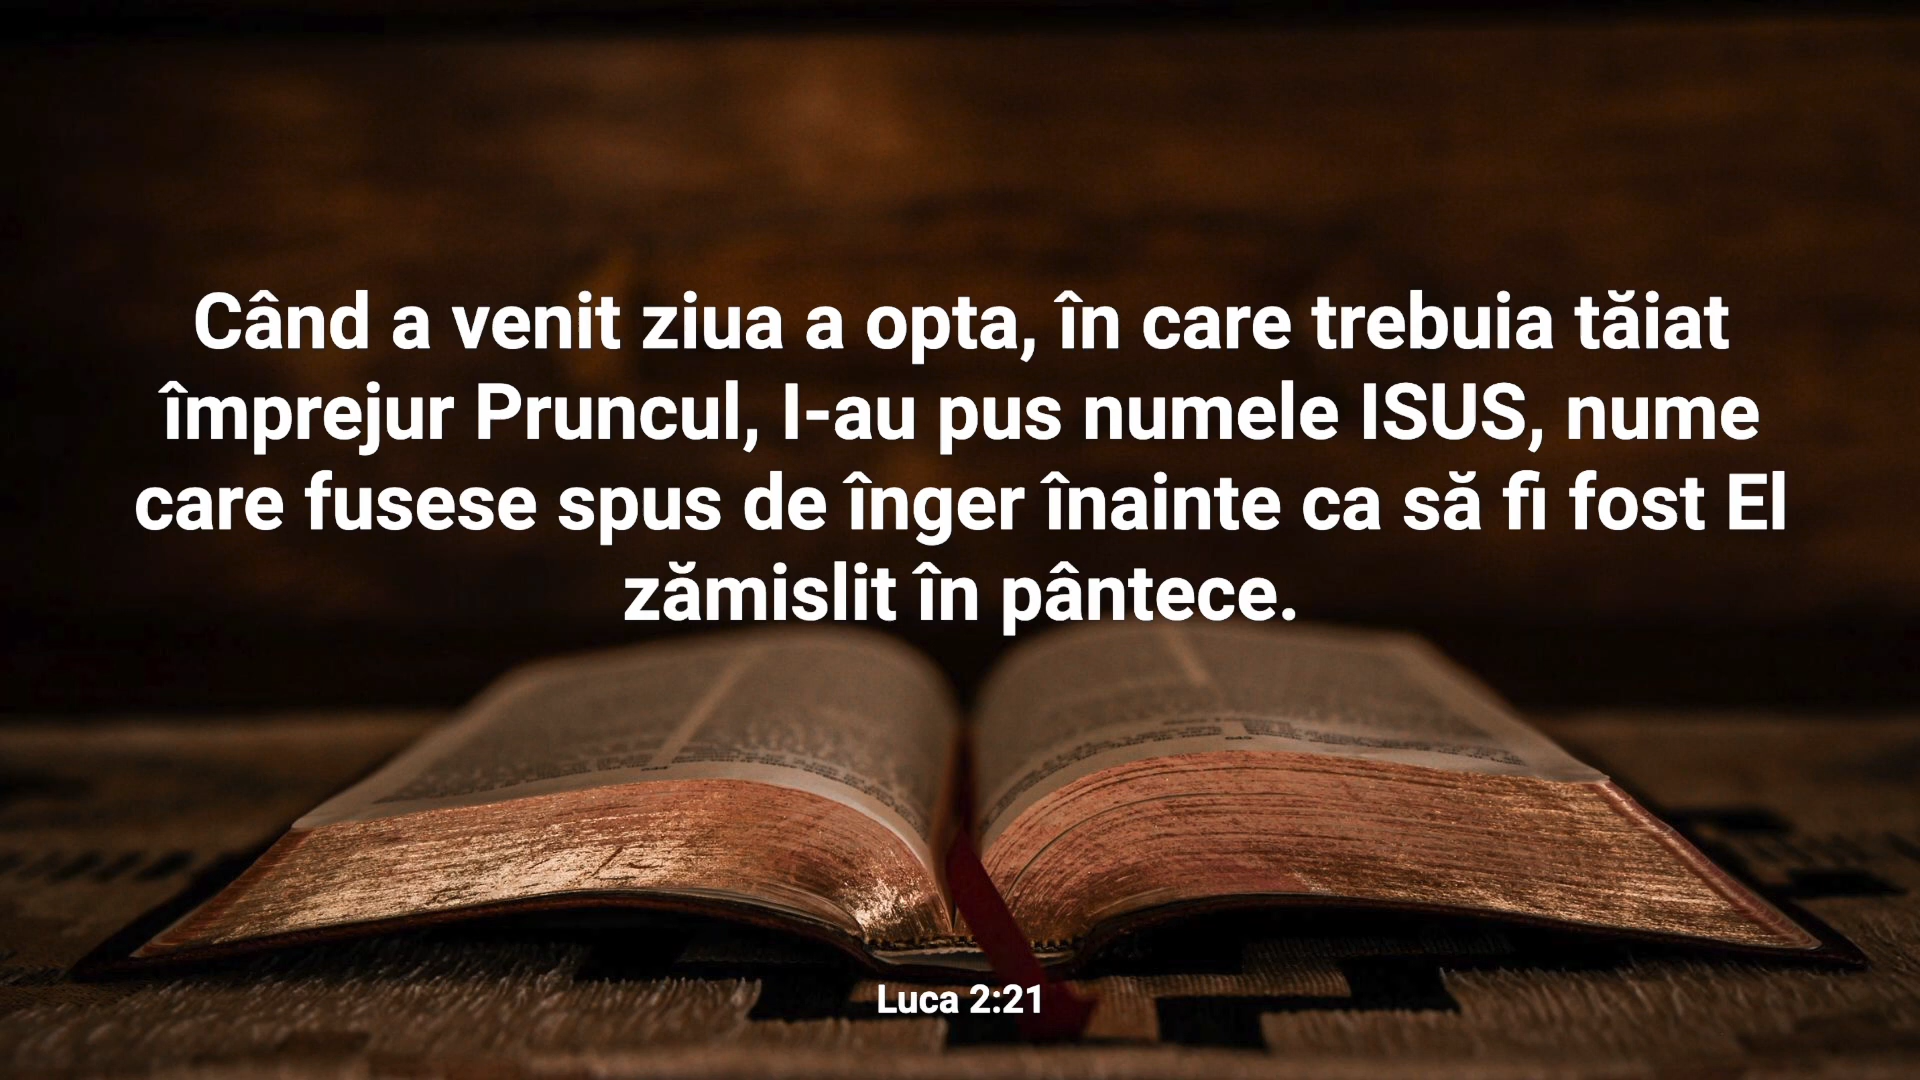 Când a venit ziua a opta, în care trebuia tăiat
împrejur Pruncul, I-au pus numele ISUS, nume
care fusese spus de înger înainte ca să fi fost El
zămislit în pântece.
Luca 2:21